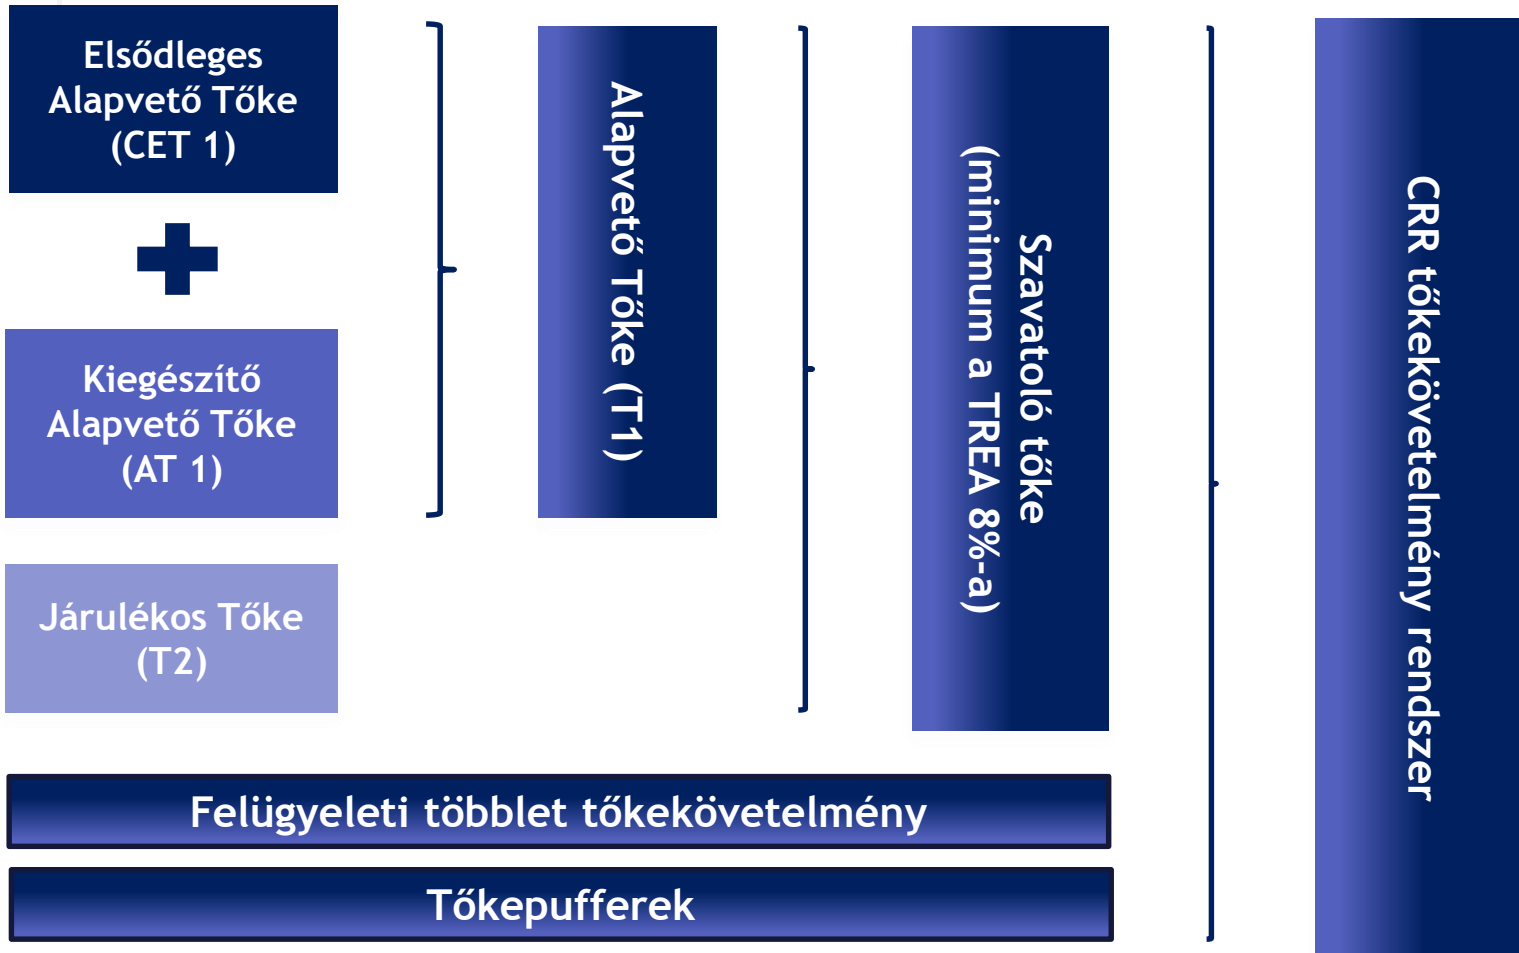 Elsődleges
Alapvető Tőke
(CET 1)
Kiegészítő
Alapvető Tőke
(AT 1)
Járulékos Tőke
(T2)
Alapvető Tőke (T1)
Szavatoló tőke
(minimum a TREA 8%-a)
CRR tőkekövetelmény rendszer
Felügyeleti többlet tőkekövetelmény
Tőkepufferek